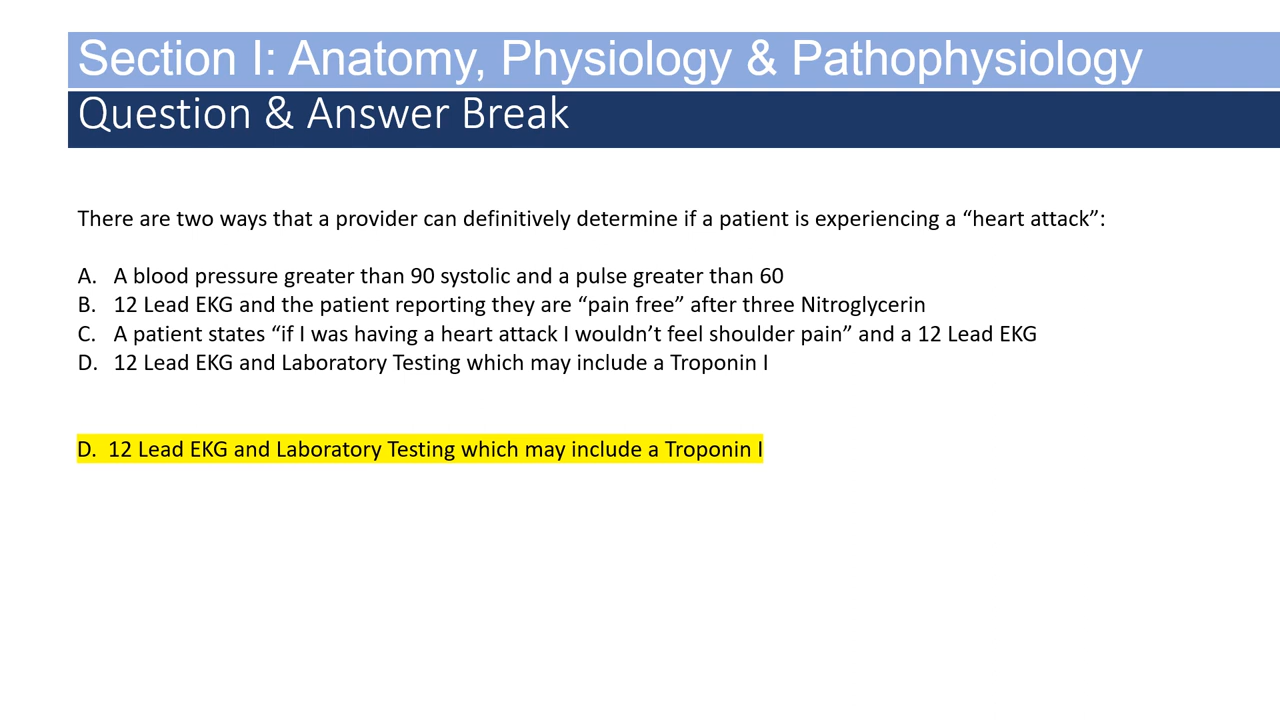 Section I: Anatomy, Physiology & Pathophysiology
Question & Answer Break
There are two ways that a provider can definitively determine if a patient is experiencing a “heart attack”:
A. A blood pressure greater than 90 systolic and a pulse greater than 60
B. 12 Lead EKG and the patient reporting they are “pain free” after three Nitroglycerin
C. A patient states “if I was having a heart attack I wouldn’t feel shoulder pain” and a 12 Lead EKG
D. 12 Lead EKG and Laboratory Testing which may include a Troponin I
D. 12 Lead EKG and Laboratory Testing which may include a Troponin I